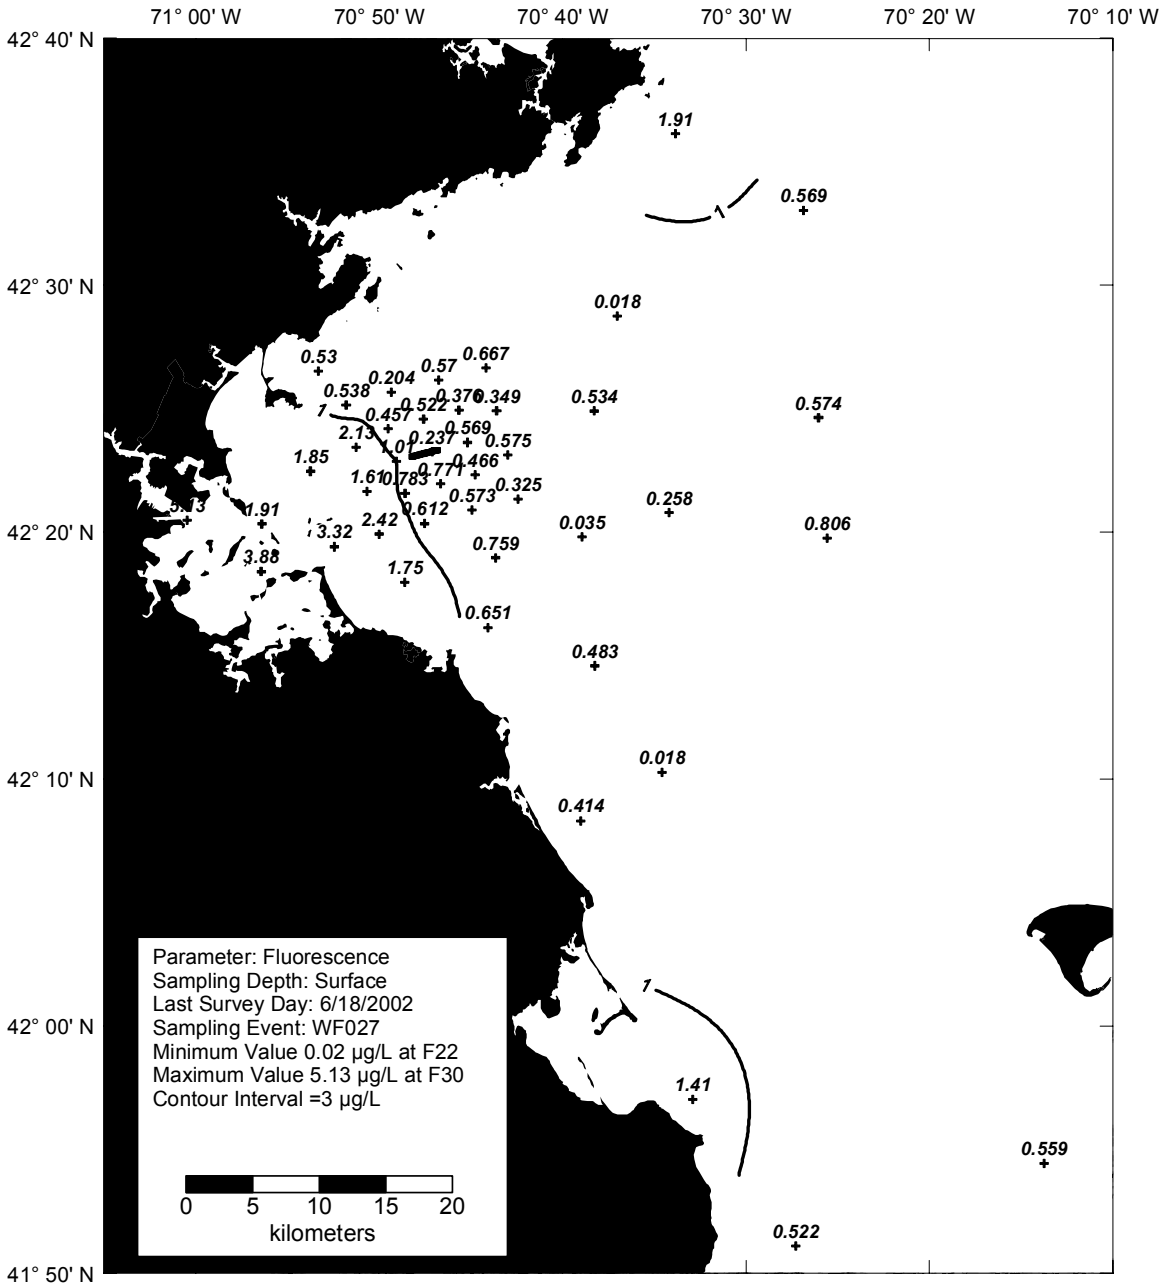 71° 00' W 70° 50' W 70° 40' W 70° 30' W 70° 20' W 70° 10' W
42° 40' N
1.91
0.569
1
42° 30' N
0.018
0.667
0.53
0.57
0.204
0.376 0.349
0.538
0.534
0.574
1
0.522
0.457
0.569
2.13
0.237
0.575
1.01
1.85
0.466
0.771
1.61
0.783
0.325
0.573
0.258
5.13
1.91
0.612
2.42
0.035
0.806
3.32
42° 20' N
0.759
3.88
1.75
0.651
0.483
0.018
42° 10' N
0.414
1
42° 00' N
1.41
0.559
0.522
41° 50' N
Parameter: Fluorescence
Sampling Depth: Surface
Last Survey Day: 6/18/2002
Sampling Event: WF027
Minimum Value 0.02 µg/L at F22
Maximum Value 5.13 µg/L at F30
Contour Interval =3 µg/L
0 5 10 15 20
kilometers